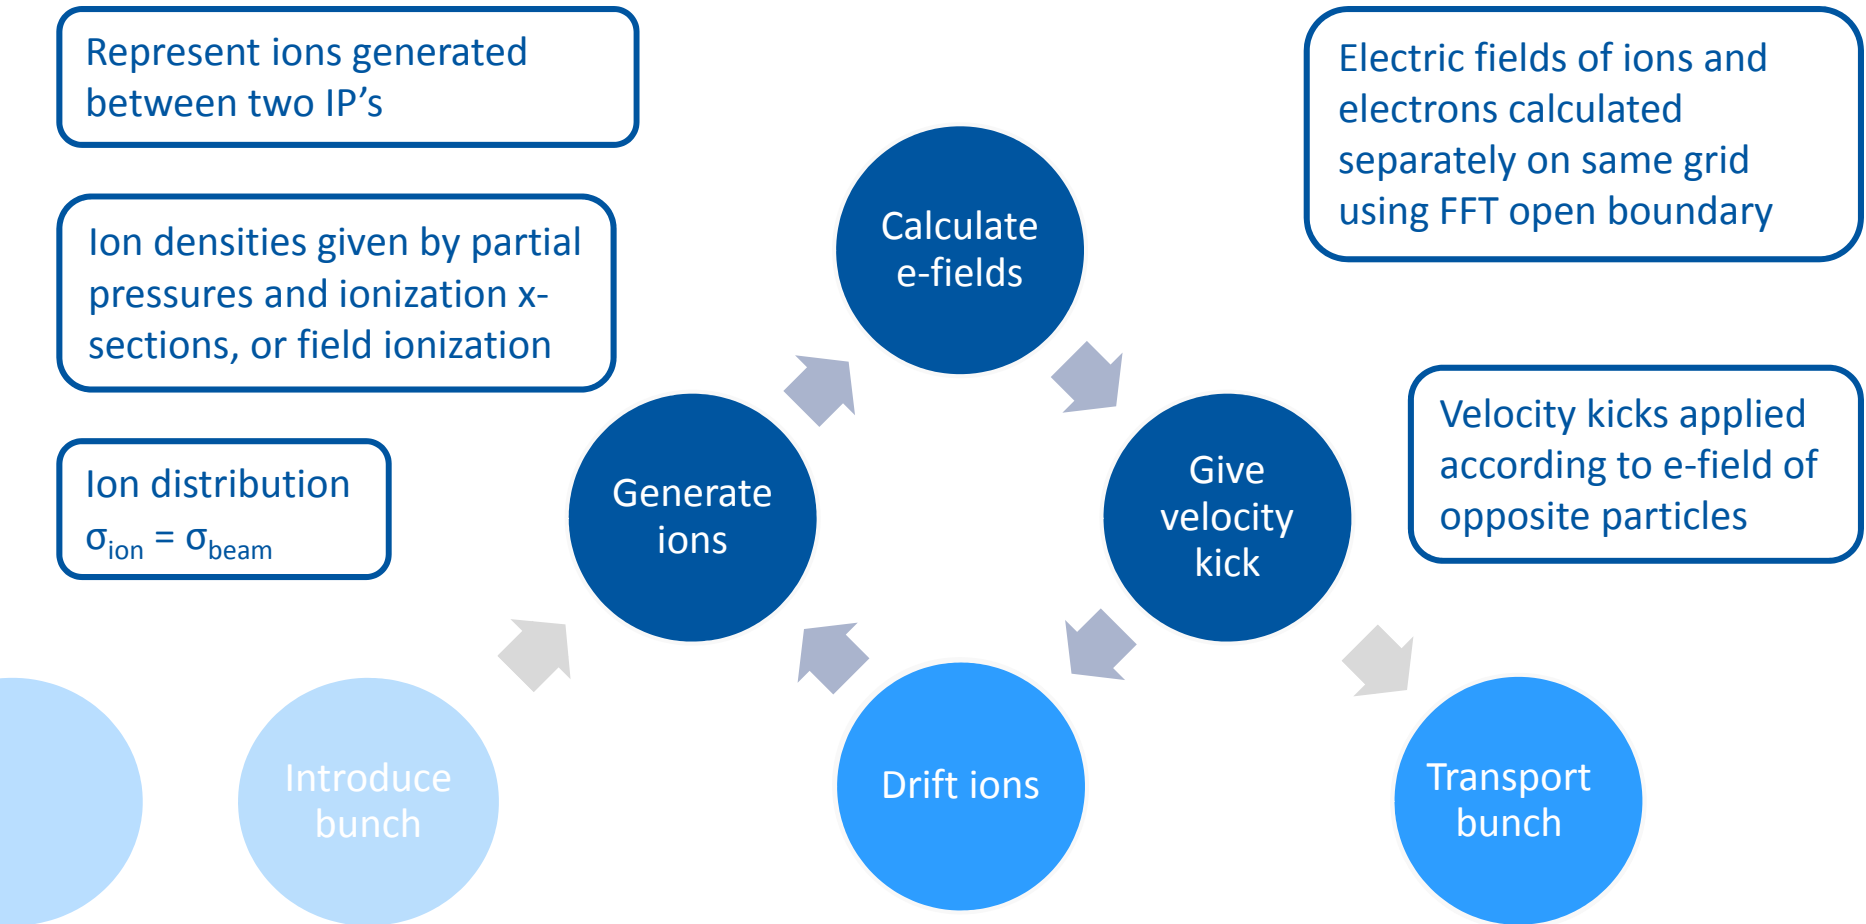 Represent ions generated
between two IP’s
Ion densities given by partial
pressures and ionization x-
sections, or field ionization
Ion distribution
σion = σbeam
Calculate
e-fields
Electric fields of ions and
electrons calculated
separately on same grid
using FFT open boundary
Generate
ions
Give
velocity
kick
Velocity kicks applied
according to e-field of
opposite particles
Introduce
bunch
Drift ions
Transport
bunch